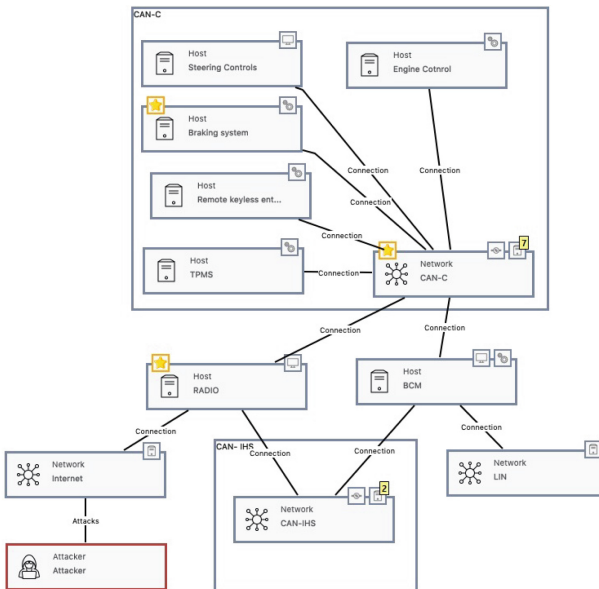 CAN-C
Host
Steering Controls
Host
Engine Cotnrol
Host
Braking system
Connection
Connection
Host
Remote keyless ent...
Connection
Connection
7
Host
TPMS
Connection
Network
CAN-C
Connection
Connection
Host
RADIO
Host
BCM
Connection
Connection
CAN- IHS
Connection
Connection
Network
Internet
Network
LIN
2
Network
CAN-IHS
Attacks
Attacker
Attacker